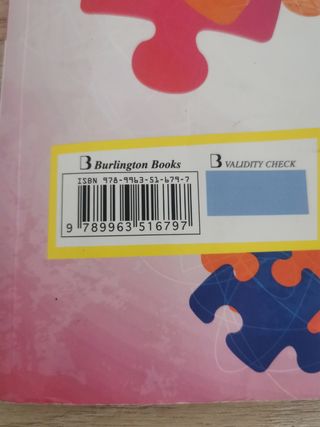 B Burlington Books
B VALIDITY CHECK
ISBN 978-9963-51-679-7
9 789963 516797